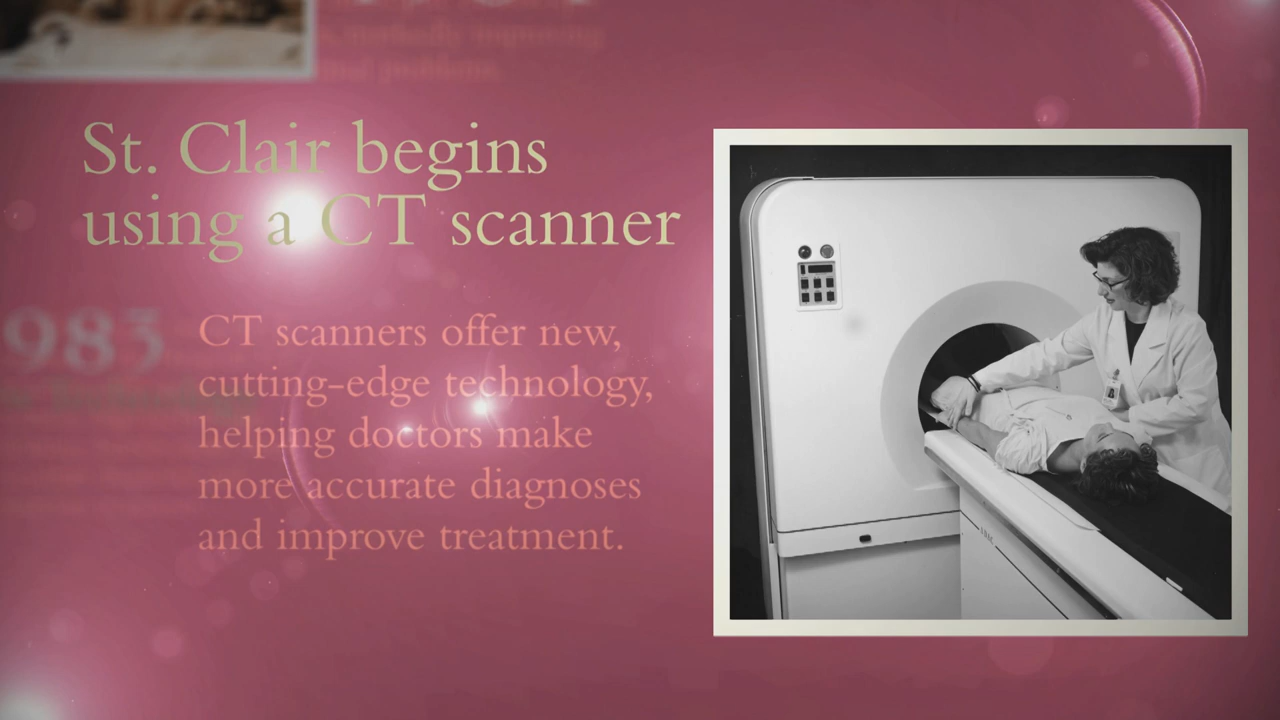 St. Clair begins
using a CT scanner
983
CT scanners offer new,
cutting-edge technology,
helping doctors make
more accurate diagnoses
and improve treatment.